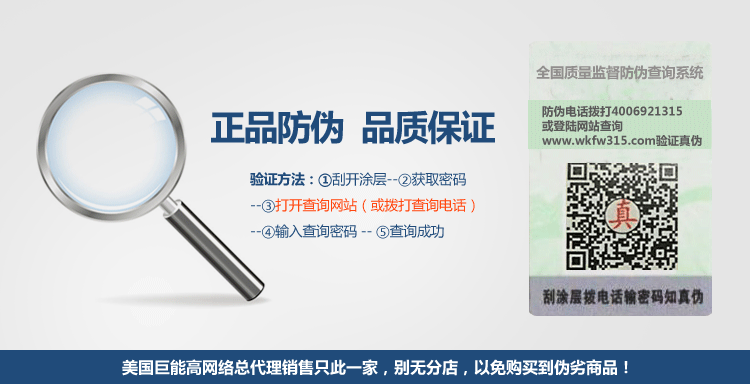 正品防伪 品质保证
验证方法：①刮开涂层--②获取密码
--③打开查询网站（或拨打查询电话）
--④输入查询密码 -- ⑤查询成功
全国质量监督防伪查询系统
防伪电话拨打4006921315
或登陆网站查询
www.wkfw315.com验证真伪
真
刮涂层拨电话输密码知真伪
美国巨能高网络总代理销售只此一家，别无分店，以免购买到伪劣商品！